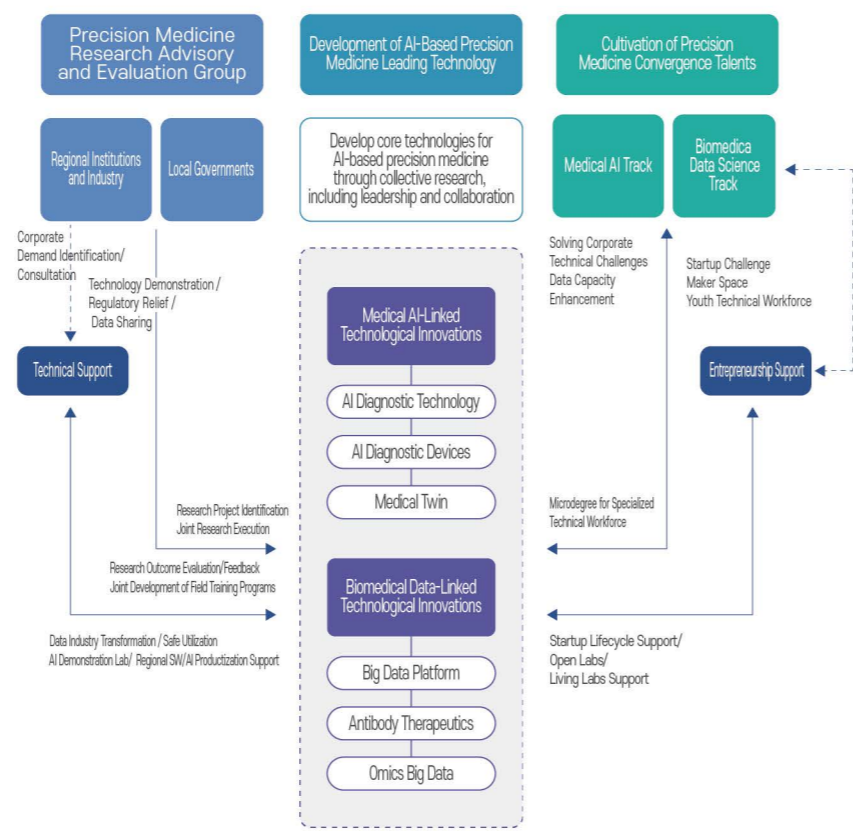 Precision Medicine
Research Advisory
and Evaluation Group
Development of AI-Based Precision
Medicine Leading Technology
Cultivation of Precision
Medicine Convergence Talents
Regional Institutions
and Industry
Local Governments
Develop core technologies for
AI-based precision medicine
through collective research,
including leadership and collaboration
Medical AI Track
Biomedica
Data Science
Track
Corporate
Demand Identification/
Consultation
Technology Demonstration /
Regulatory Relief /
Data Sharing
Solving Corporate
Technical Challenges
Data Capacity
Enhancement
Startup Challenge
Maker Space
Youth Technical Workforce
Technical Support
Medical AI-Linked
Technological Innovations
AI Diagnostic Technology
AI Diagnostic Devices
Medical Twin
Entrepreneurship Support
Research Project Identification
Joint Research Execution
Microdegree for Specialized
Technical Workforce
Research Outcome Evaluation/Feedback
Joint Development of Field Training Programs
Biomedical Data-Linked
Technological Innovations
Data Industry Transformation / Safe Utilization
AI Demonstration Lab/ Regional SW/AI Productization Support
Startup Lifecycle Support/
Open Labs/
Living Labs Support
Big Data Platform
Antibody Therapeutics
Omics Big Data